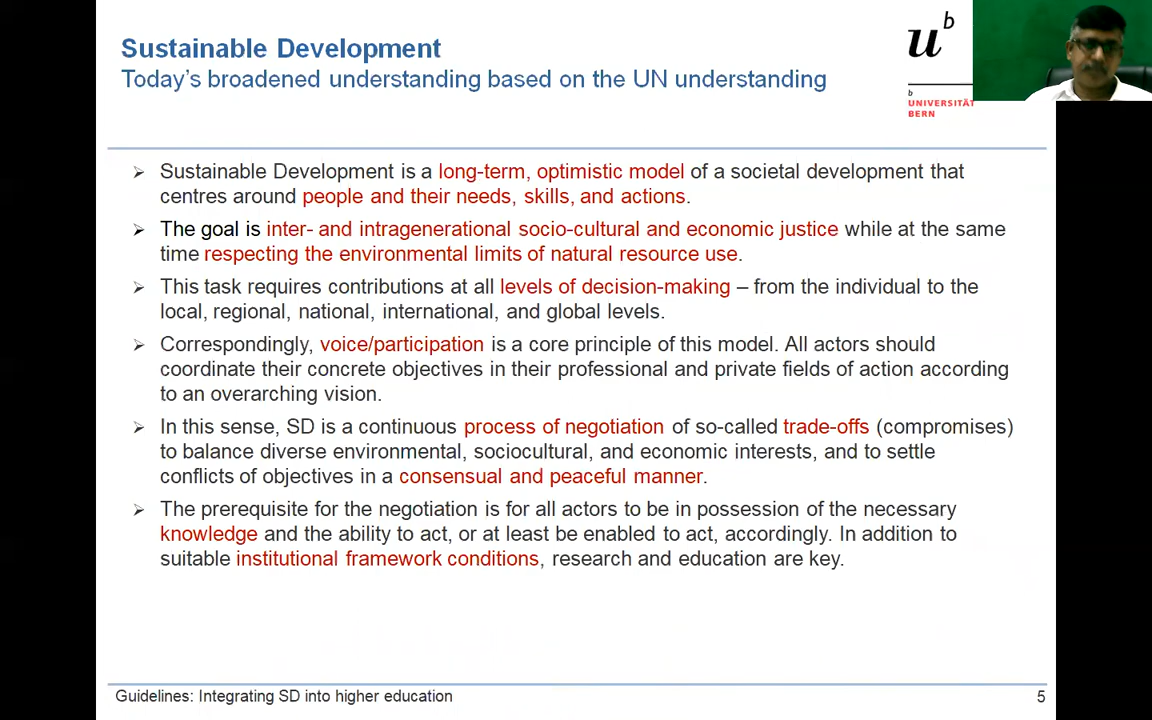 Sustainable Development
Today's broadened understanding based on the UN understanding
u
b
b
UNIVERSITÄT
BERN
Sustainable Development is a long-term, optimistic model of a societal development that
centres around people and their needs, skills, and actions.
The goal is inter- and intragenerational socio-cultural and economic justice while at the same
time respecting the environmental limits of natural resource use.
This task requires contributions at all levels of decision-making – from the individual to the
local, regional, national, international, and global levels.
Correspondingly, voice/participation is a core principle of this model. All actors should
coordinate their concrete objectives in their professional and private fields of action according
to an overarching vision.
In this sense, SD is a continuous process of negotiation of so-called trade-offs (compromises)
to balance diverse environmental, sociocultural, and economic interests, and to settle
conflicts of objectives in a consensual and peaceful manner.
The prerequisite for the negotiation is for all actors to be in possession of the necessary
knowledge and the ability to act, or at least be enabled to act, accordingly. In addition to
suitable institutional framework conditions, research and education are key.
Guidelines: Integrating SD into higher education
5